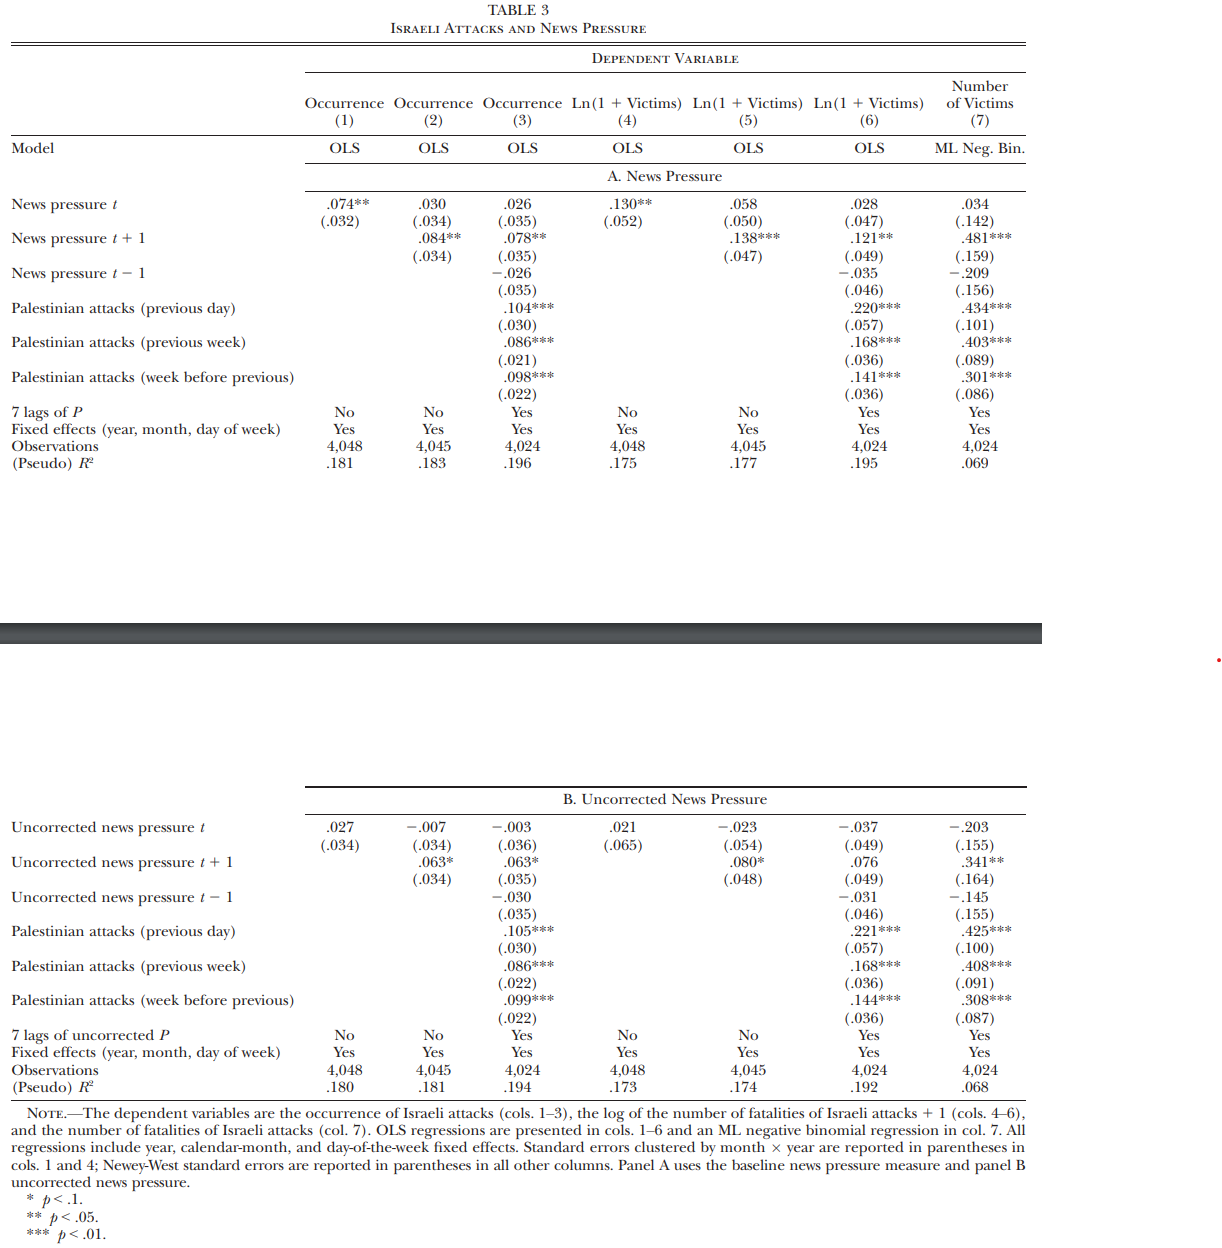 TABLE 3
Israeli Attacks and News Pressure
Dependent Variable
Occurrence (1) Occurrence (2) Occurrence (3) Ln(1 + Victims) (4) Ln(1 + Victims) (5) Ln(1 + Victims) (6) Number of Victims (7)
Model OLS OLS OLS OLS OLS OLS ML Neg. Bin.
A. News Pressure
News pressure t .074** .030 .026 .130** .058 .028 .034
(.032) (.034) (.035) (.052) (.050) (.047) (.142)
News pressure t + 1 .084** .078** .138*** .121** .481***
(.034) (.035) (.047) (.049) (.159)
News pressure t − 1 −.026 −.035 −.209
(.035) (.046) (.156)
Palestinian attacks (previous day) .104*** .220*** .434***
(.030) (.057) (.101)
Palestinian attacks (previous week) .086*** .168*** .403***
(.021) (.036) (.089)
Palestinian attacks (week before previous) .098*** .141*** .301***
(.022) (.036) (.086)
7 lags of P No No Yes No No Yes Yes
Fixed effects (year, month, day of week) Yes Yes Yes Yes Yes Yes Yes
Observations 4,048 4,045 4,024 4,048 4,045 4,024 4,024
(Pseudo) R² .181 .183 .196 .175 .177 .195 .069
B. Uncorrected News Pressure
Uncorrected news pressure t .027 −.007 −.003 .021 −.023 −.037 −.203
(.034) (.034) (.036) (.065) (.054) (.049) (.155)
Uncorrected news pressure t + 1 .063* .063* .080* .076 .341**
(.034) (.035) (.048) (.049) (.164)
Uncorrected news pressure t − 1 −.030 −.031 −.145
(.035) (.046) (.155)
Palestinian attacks (previous day) .105*** .221*** .425***
(.030) (.057) (.100)
Palestinian attacks (previous week) .086*** .168*** .408***
(.022) (.036) (.091)
Palestinian attacks (week before previous) .099*** .144*** .308***
(.022) (.036) (.087)
7 lags of uncorrected P No No Yes No No Yes Yes
Fixed effects (year, month, day of week) Yes Yes Yes Yes Yes Yes Yes
Observations 4,048 4,045 4,024 4,048 4,045 4,024 4,024
(Pseudo) R² .180 .181 .194 .173 .174 .192 .068
Note.—The dependent variables are the occurrence of Israeli attacks (cols. 1–3), the log of the number of fatalities of Israeli attacks + 1 (cols. 4–6),
and the number of fatalities of Israeli attacks (col. 7). OLS regressions are presented in cols. 1–6 and an ML negative binomial regression in col. 7. All
regressions include year, calendar-month, and day-of-the-week fixed effects. Standard errors clustered by month × year are reported in parentheses in
cols. 1 and 4; Newey-West standard errors are reported in parentheses in all other columns. Panel A uses the baseline news pressure measure and panel B
uncorrected news pressure.
* p < .1.
** p < .05.
*** p < .01.